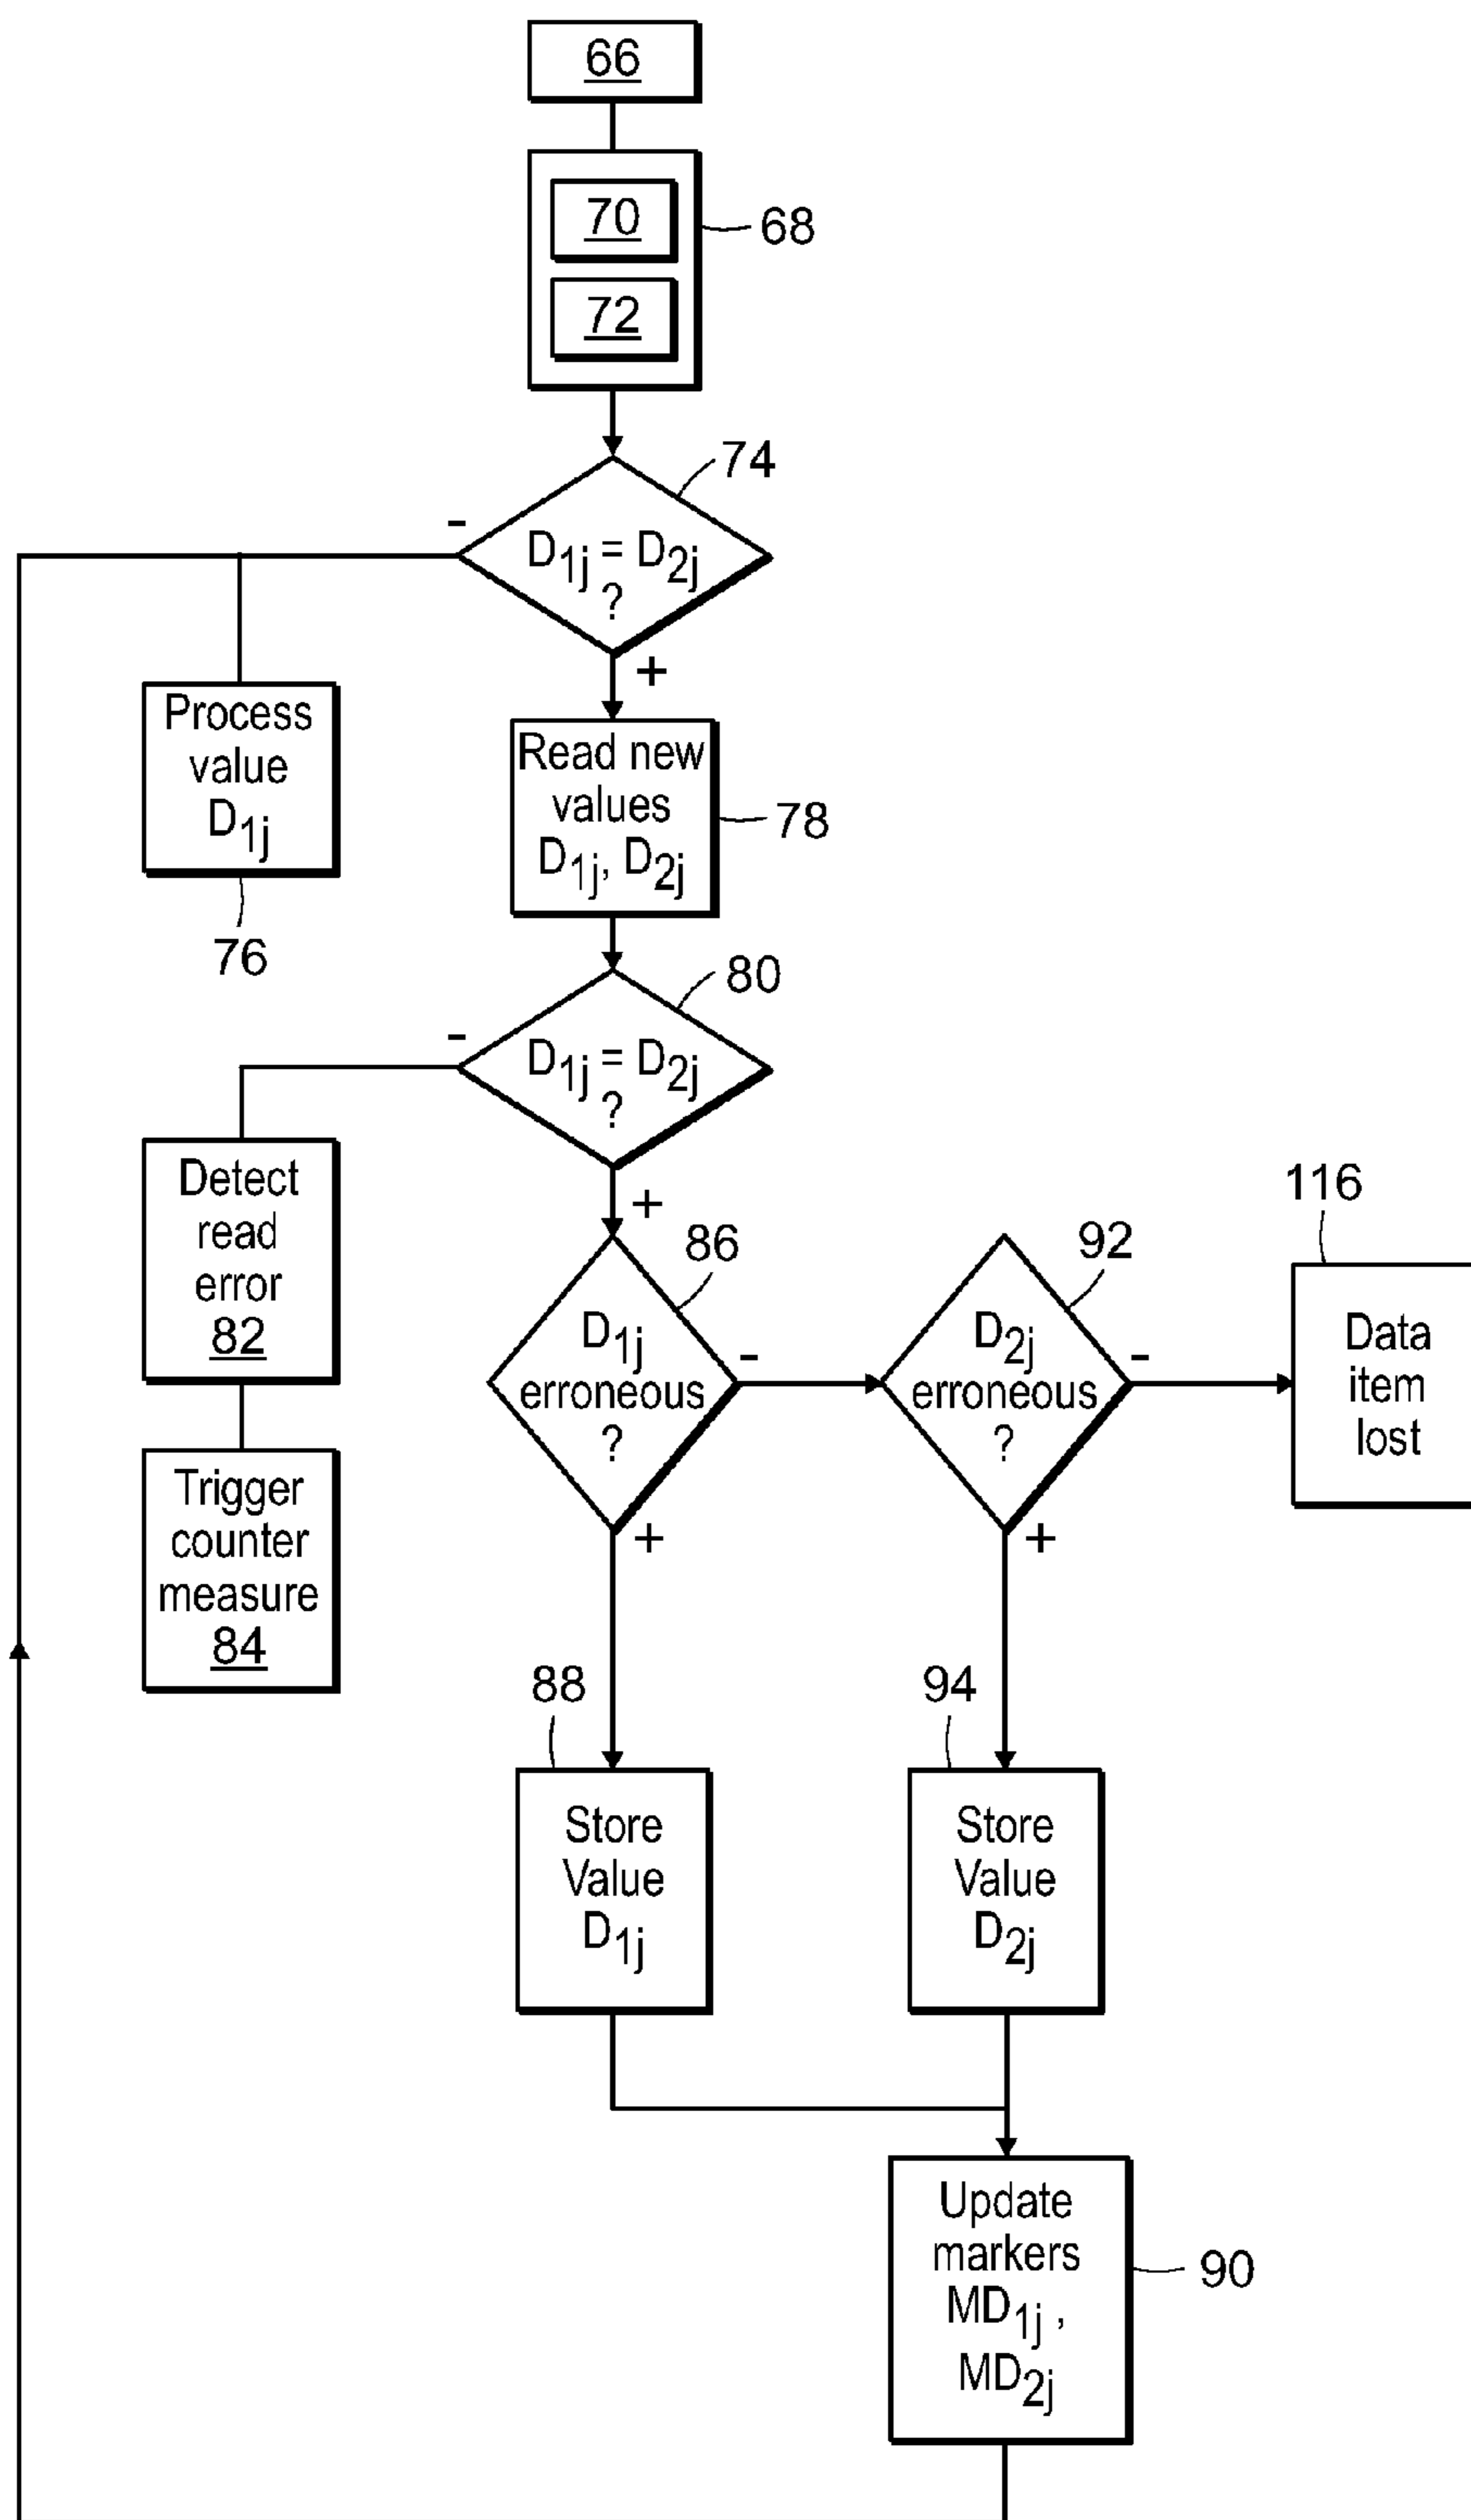 66
70
68
72
74
-
D1j = D2j
?
+
Process
value
D1j
76
Read new
values
D1j, D2j
78
80
-
D1j = D2j
?
+
Detect
read
error
82
Trigger
counter
measure
84
86
D1j
erroneous
?
-
+
92
D2j
erroneous
?
-
+
116
Data
item
lost
88
Store
Value
D1j
94
Store
Value
D2j
Update
markers
MD1j ,
MD2j
90